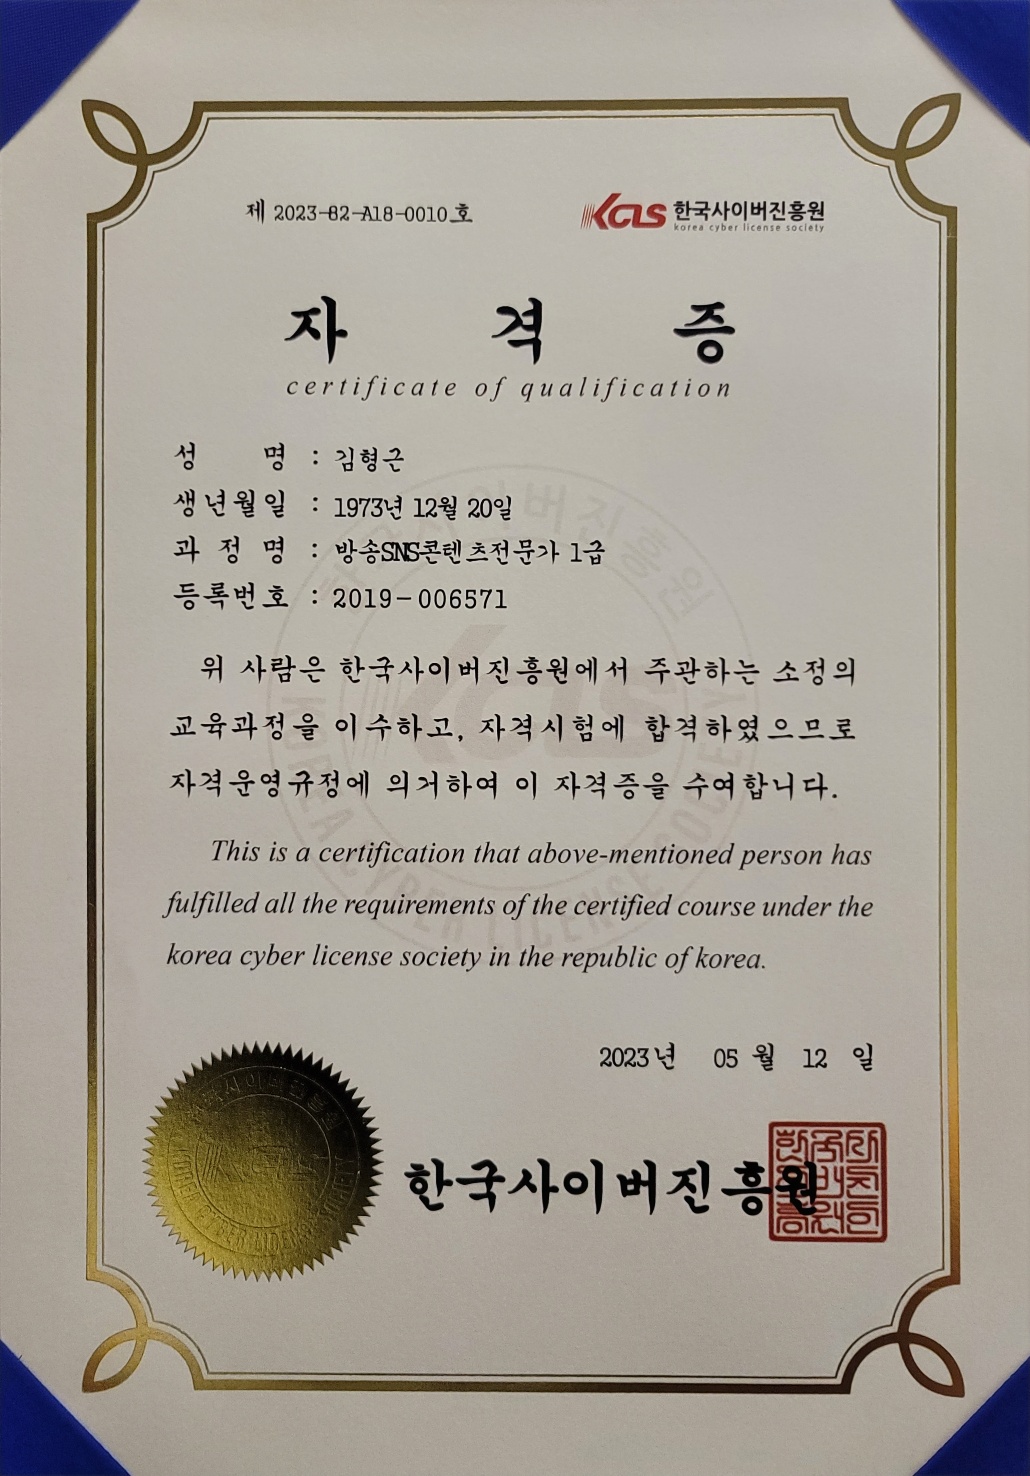 제 2023-82-A18-0010 호
KCLS 한국사이버진흥원
korea cyber license society
자 격 증
certificate of qualification
성 명 : 김형근
생년월일 : 1973년 12월 20일
과 정 명 : 방송SNS콘텐츠전문가 1급
등록번호 : 2019-006571
위 사람은 한국사이버진흥원에서 주관하는 소정의
교육과정을 이수하고, 자격시험에 합격하였으므로
자격운영규정에 의거하여 이 자격증을 수여합니다.
This is a certification that above-mentioned person has
fulfilled all the requirements of the certified course under the
korea cyber license society in the republic of korea.
2023년 05 월 12 일
한국사이버진흥원